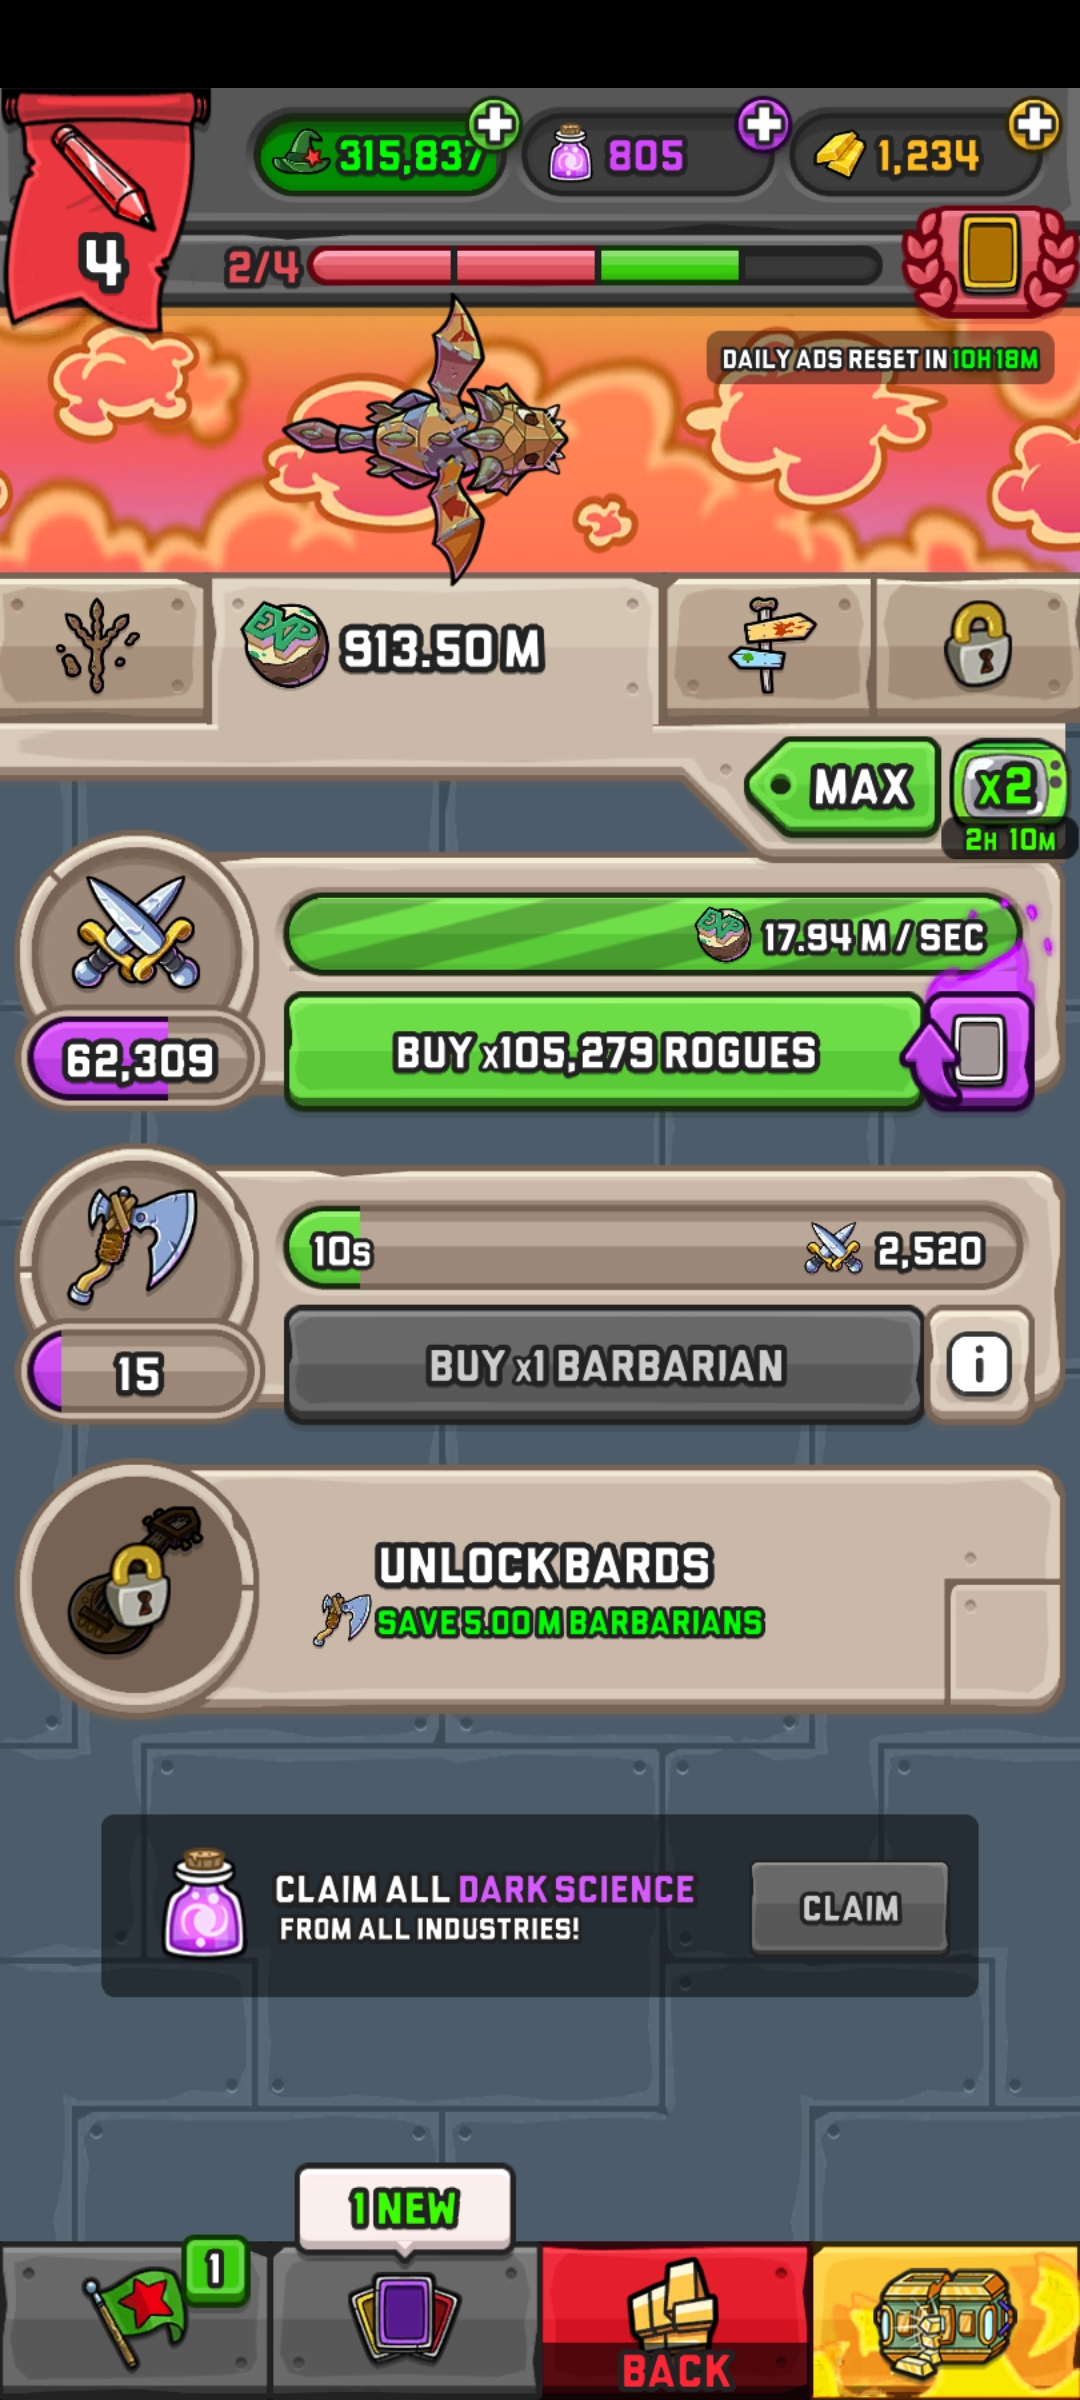 315,837
805
1,234
4
2/4
DAILY ADS RESET IN 10H 18M
EXP
913.50 M
MAX
x2
2H 10M
EXP
17.94 M / SEC
62,309
BUY x105,279 ROGUES
10s
2,520
15
BUY x1 BARBARIAN
i
UNLOCK BARDS
SAVE 5.00 M BARBARIANS
CLAIM ALL DARK SCIENCE
FROM ALL INDUSTRIES!
CLAIM
1 NEW
1
BACK